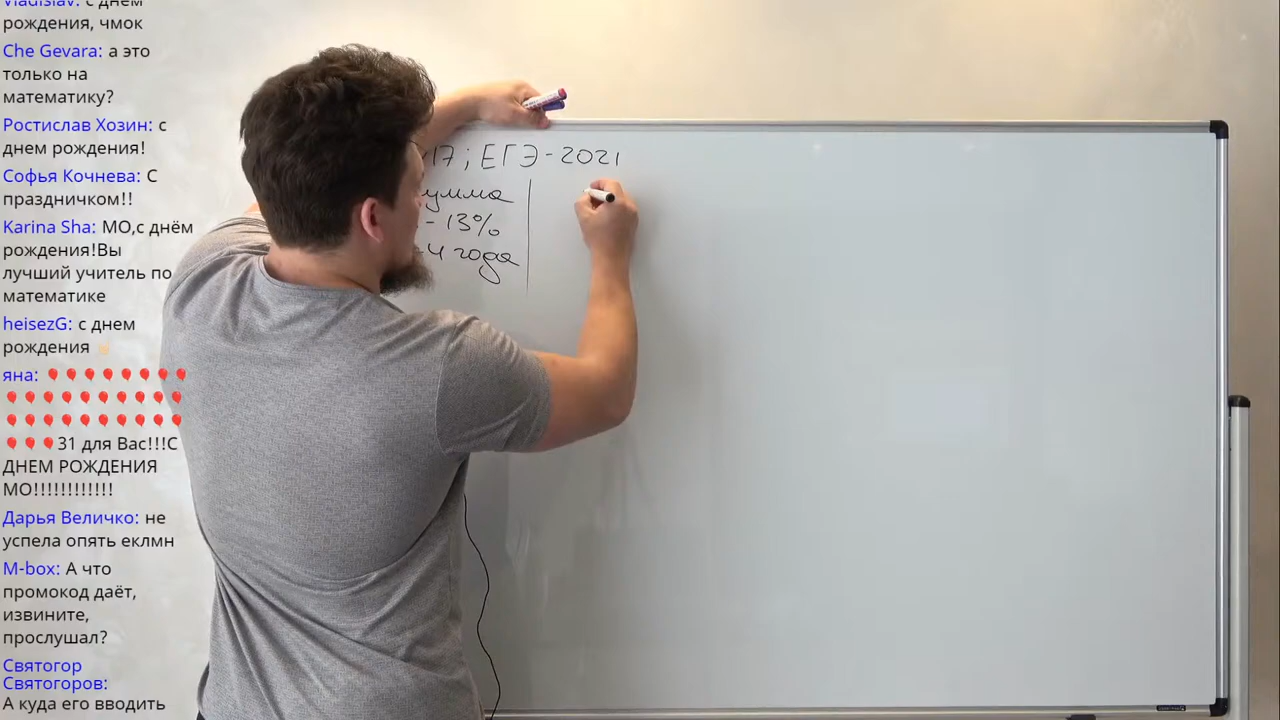 с днем
рождения, чмок
Che Gevara: а это
только на
математику?
Ростислав Хозин: с
днем рождения!
Софья Кочнева: С
праздничком!!
Karina Sha: МО,с днём
рождения!Вы
лучший учитель по
математике
heisezG: с днем
рождения
яна: 🎈🎈🎈🎈🎈🎈🎈🎈
🎈🎈🎈🎈🎈🎈🎈🎈🎈🎈
🎈🎈🎈🎈🎈🎈🎈🎈🎈🎈
🎈🎈🎈31 для Вас!!!С
ДНЕМ РОЖДЕНИЯ
МО!!!!!!!!!!!!
Дарья Величко: не
успела опять еклмн
M-box: А что
промокод даёт,
извините,
прослушал?
Святогор
Святогоров:
А куда его вводить
17; ЕГЭ-2021
умма
- 13%
-4 года